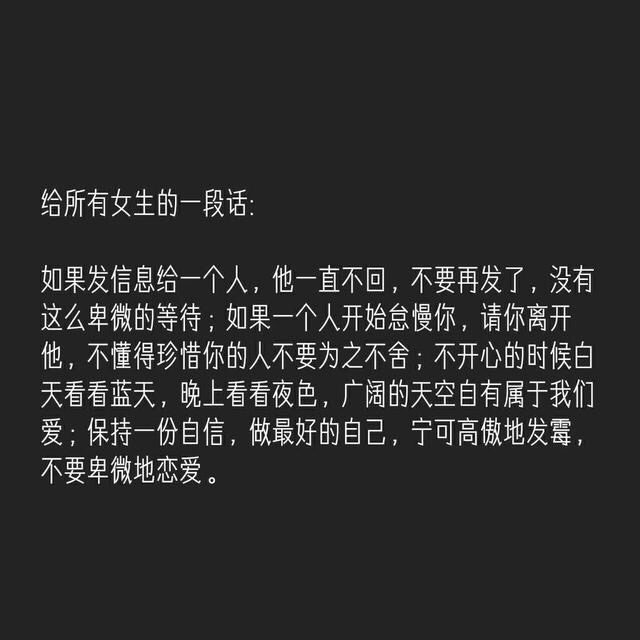 给所有女生的一段话:
如果发信息给一个人，他一直不回，不要再发了，没有
这么卑微的等待；如果一个人开始怠慢你，请你离开
他，不懂得珍惜你的人不要为之不舍；不开心的时候白
天看看蓝天，晚上看看夜色，广阔的天空自有属于我们
爱；保持一份自信，做最好的自己，宁可高傲地发霉，
不要卑微地恋爱。